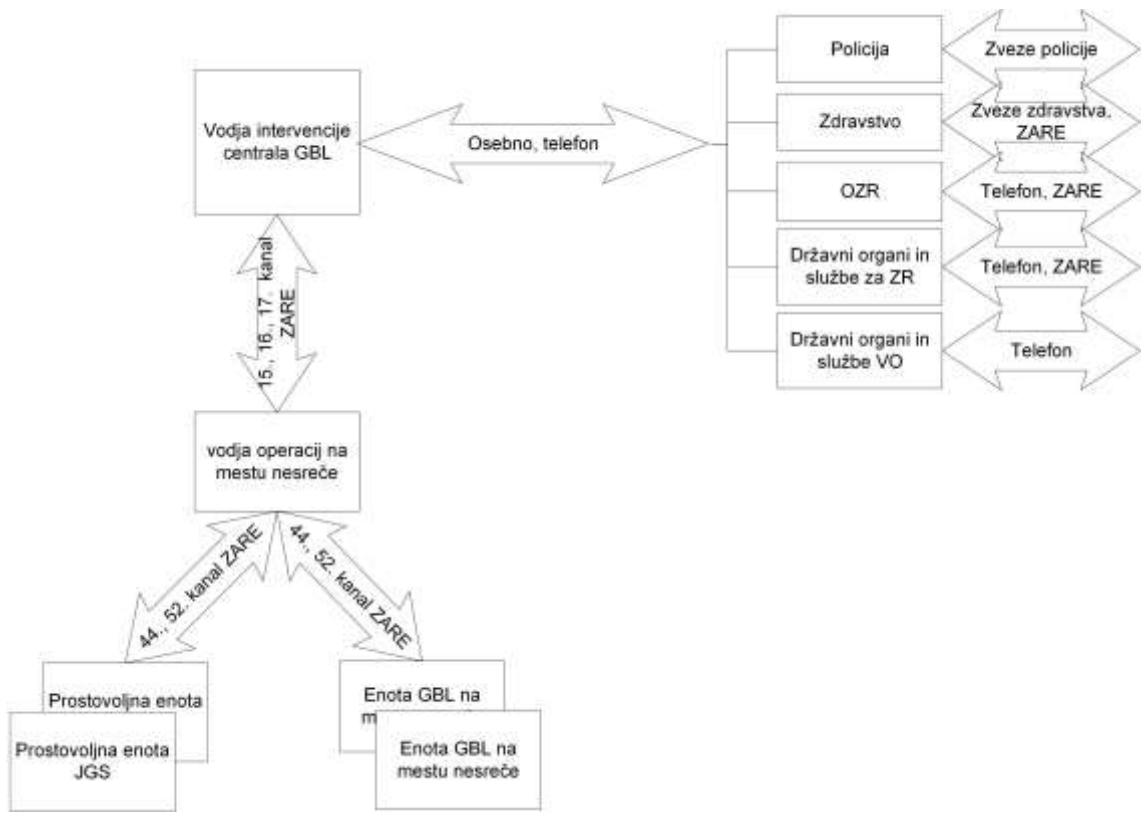 Vodja intervencije
centrala GBL
Osebno, telefon
Policija
Zveze policije
Zdravstvo
Zveze zdravstva,
ZARE
OZR
Telefon, ZARE
Državni organi in
službe za ZR
Telefon, ZARE
Državni organi in
službe VO
Telefon
15., 16., 17. kanal
ZARE
vodja operacij na
mestu nesreče
44., 52. kanal ZARE
44., 52. kanal ZARE
Prostovoljna enota
Prostovoljna enota
JGS
Enota GBL na
Enota GBL na
mestu nesreče